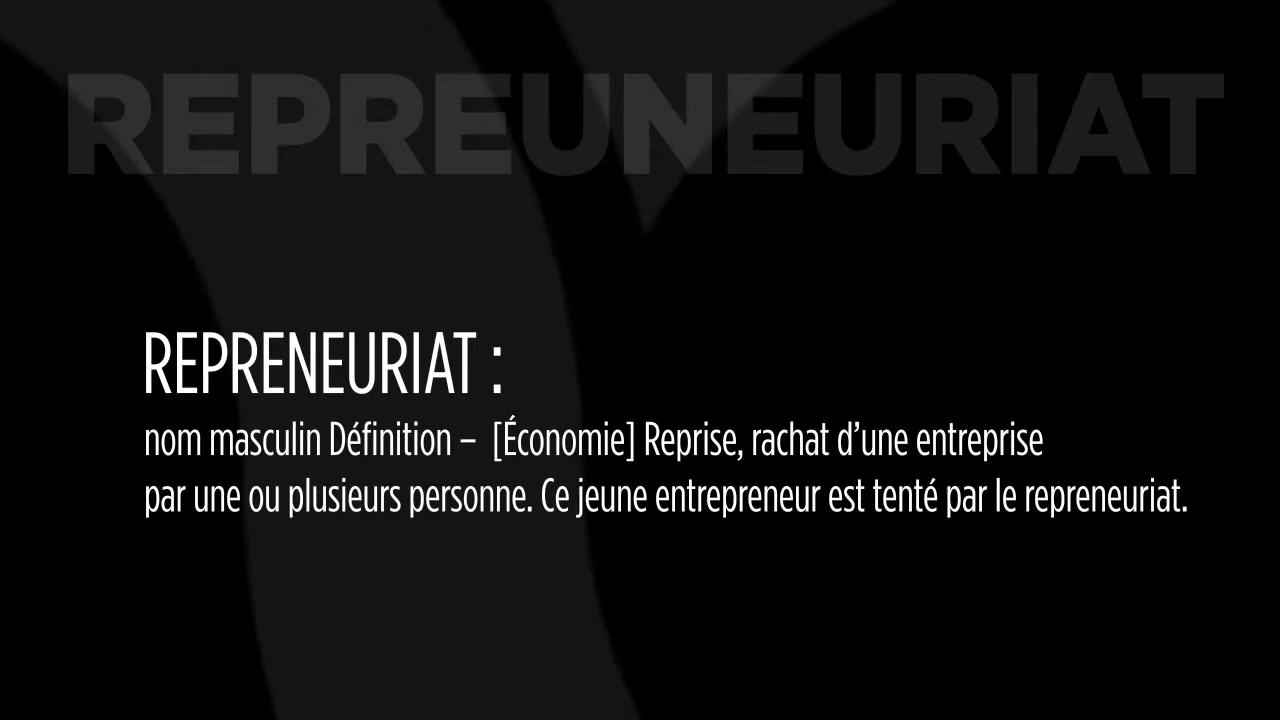 REPREUNEURIAT
REPRENEURIAT :
nom masculin Définition – [Économie] Reprise, rachat d’une entreprise
par une ou plusieurs personne. Ce jeune entrepreneur est tenté par le repreneuriat.